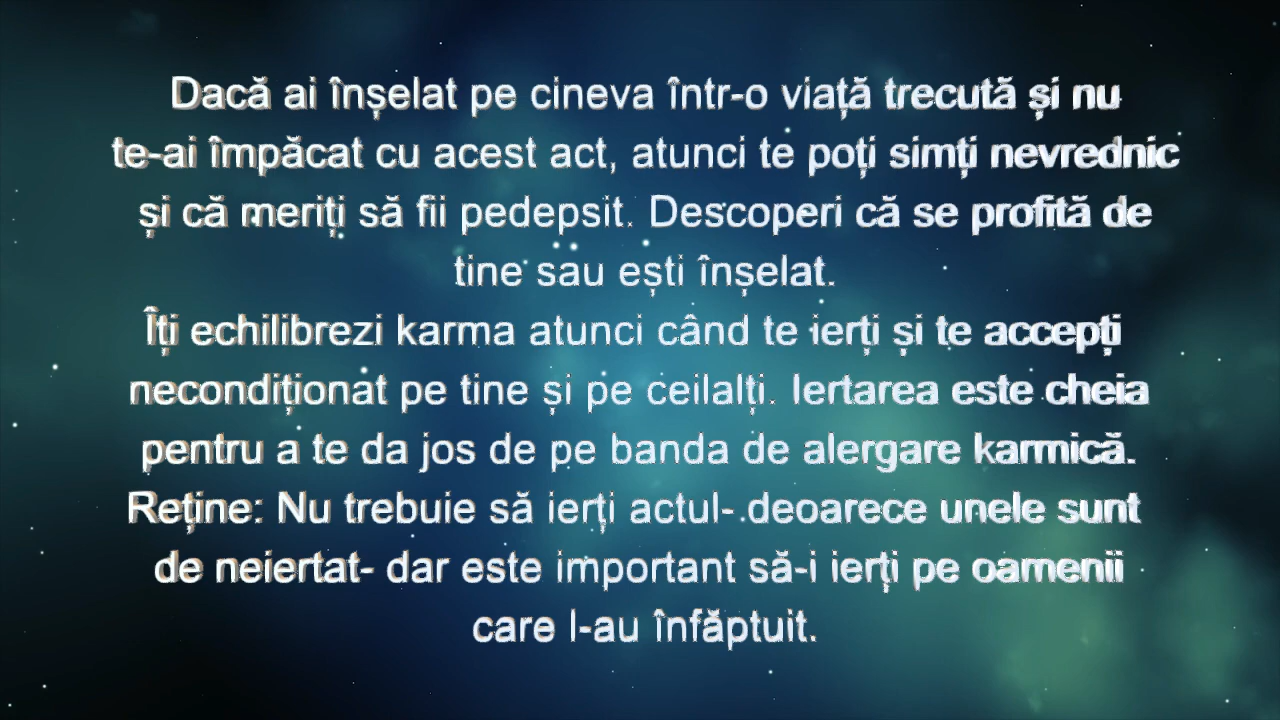 Dacă ai înșelat pe cineva într-o viață trecută și nu
te-ai împăcat cu acest act, atunci te poți simți nevrednic
și că meriți să fii pedepsit. Descoperi că se profită de
tine sau ești înșelat.
Îți echilibrezi karma atunci când te ierți și te accepți
necondiționat pe tine și pe ceilalți. Iertarea este cheia
pentru a te da jos de pe banda de alergare karmică.
Reține: Nu trebuie să ierți actul- deoarece unele sunt
de neiertat- dar este important să-i ierți pe oamenii
care l-au înfăptuit.